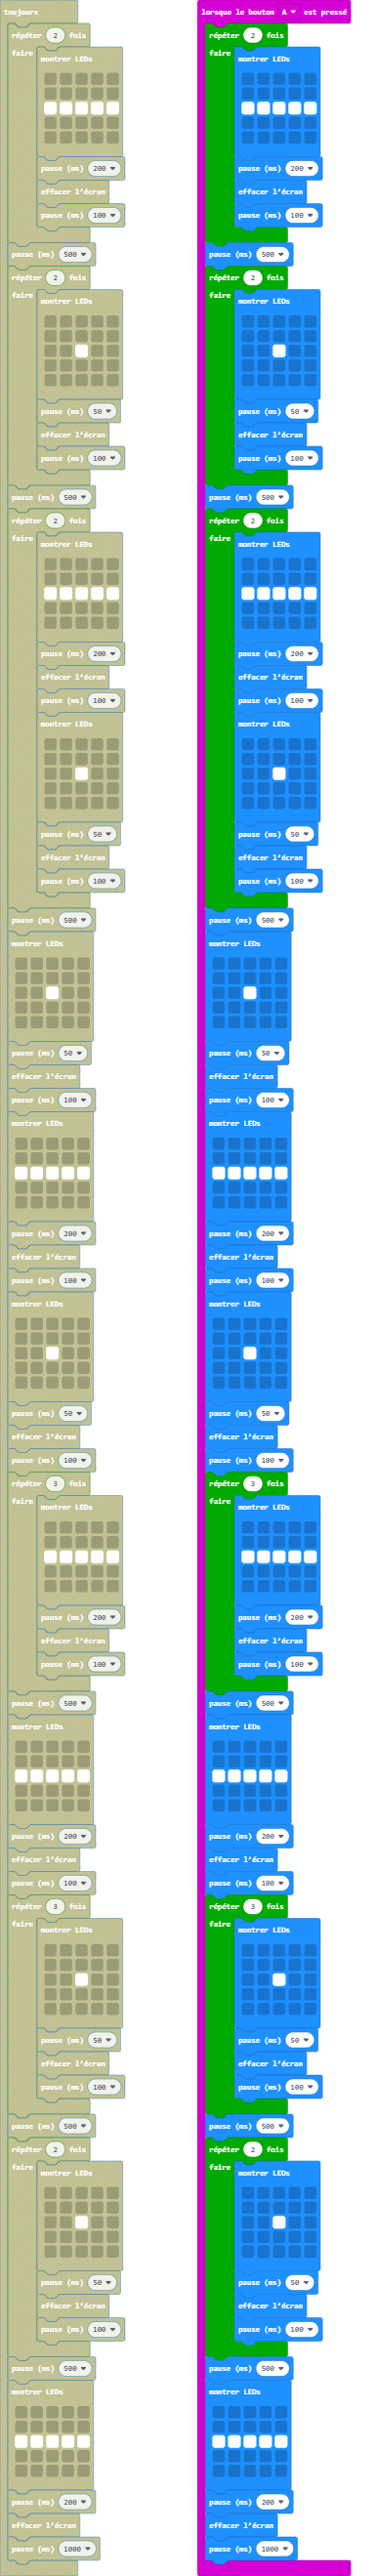 toujours
répéter 2 fois
faire
montrer LEDs
pause (ms) 200
effacer l'écran
pause (ms) 100
pause (ms) 500
répéter 2 fois
faire
montrer LEDs
pause (ms) 50
effacer l'écran
pause (ms) 100
pause (ms) 500
répéter 2 fois
faire
montrer LEDs
pause (ms) 200
effacer l'écran
pause (ms) 100
montrer LEDs
pause (ms) 50
effacer l'écran
pause (ms) 100
pause (ms) 500
montrer LEDs
pause (ms) 50
effacer l'écran
pause (ms) 100
montrer LEDs
pause (ms) 200
effacer l'écran
pause (ms) 100
montrer LEDs
pause (ms) 50
effacer l'écran
pause (ms) 100
répéter 3 fois
faire
montrer LEDs
pause (ms) 200
effacer l'écran
pause (ms) 100
pause (ms) 500
montrer LEDs
pause (ms) 200
effacer l'écran
pause (ms) 100
répéter 3 fois
faire
montrer LEDs
pause (ms) 50
effacer l'écran
pause (ms) 100
pause (ms) 500
répéter 2 fois
faire
montrer LEDs
pause (ms) 50
effacer l'écran
pause (ms) 100
pause (ms) 500
montrer LEDs
pause (ms) 200
effacer l'écran
pause (ms) 1000
lorsque le bouton A est pressé
répéter 2 fois
faire
montrer LEDs
pause (ms) 200
effacer l'écran
pause (ms) 100
pause (ms) 500
répéter 2 fois
faire
montrer LEDs
pause (ms) 50
effacer l'écran
pause (ms) 100
pause (ms) 500
répéter 2 fois
faire
montrer LEDs
pause (ms) 200
effacer l'écran
pause (ms) 100
montrer LEDs
pause (ms) 50
effacer l'écran
pause (ms) 100
pause (ms) 500
montrer LEDs
pause (ms) 50
effacer l'écran
pause (ms) 100
montrer LEDs
pause (ms) 200
effacer l'écran
pause (ms) 100
montrer LEDs
pause (ms) 50
effacer l'écran
pause (ms) 100
répéter 3 fois
faire
montrer LEDs
pause (ms) 200
effacer l'écran
pause (ms) 100
pause (ms) 500
montrer LEDs
pause (ms) 200
effacer l'écran
pause (ms) 100
répéter 3 fois
faire
montrer LEDs
pause (ms) 50
effacer l'écran
pause (ms) 100
pause (ms) 500
répéter 2 fois
faire
montrer LEDs
pause (ms) 50
effacer l'écran
pause (ms) 100
pause (ms) 500
montrer LEDs
pause (ms) 200
effacer l'écran
pause (ms) 1000